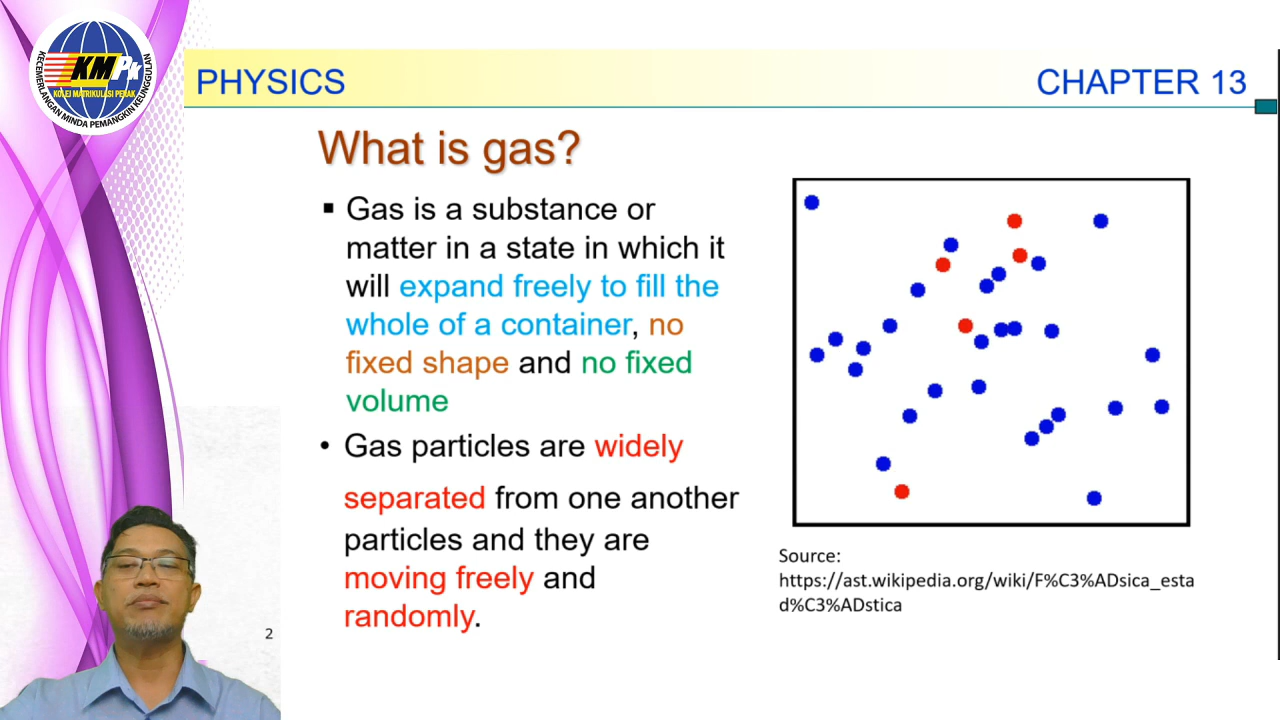 KECEMERLANGAN MINDA PEMANGKIN KEUNGGULAN
KMPk
KOLEJ MATRIKULASI PERAK
PHYSICS
CHAPTER 13
What is gas?
▪ Gas is a substance or
matter in a state in which it
will expand freely to fill the
whole of a container, no
fixed shape and no fixed
volume
• Gas particles are widely
separated from one another
particles and they are
moving freely and
randomly.
Source:
https://ast.wikipedia.org/wiki/F%C3%ADsica_esta
d%C3%ADstica
2